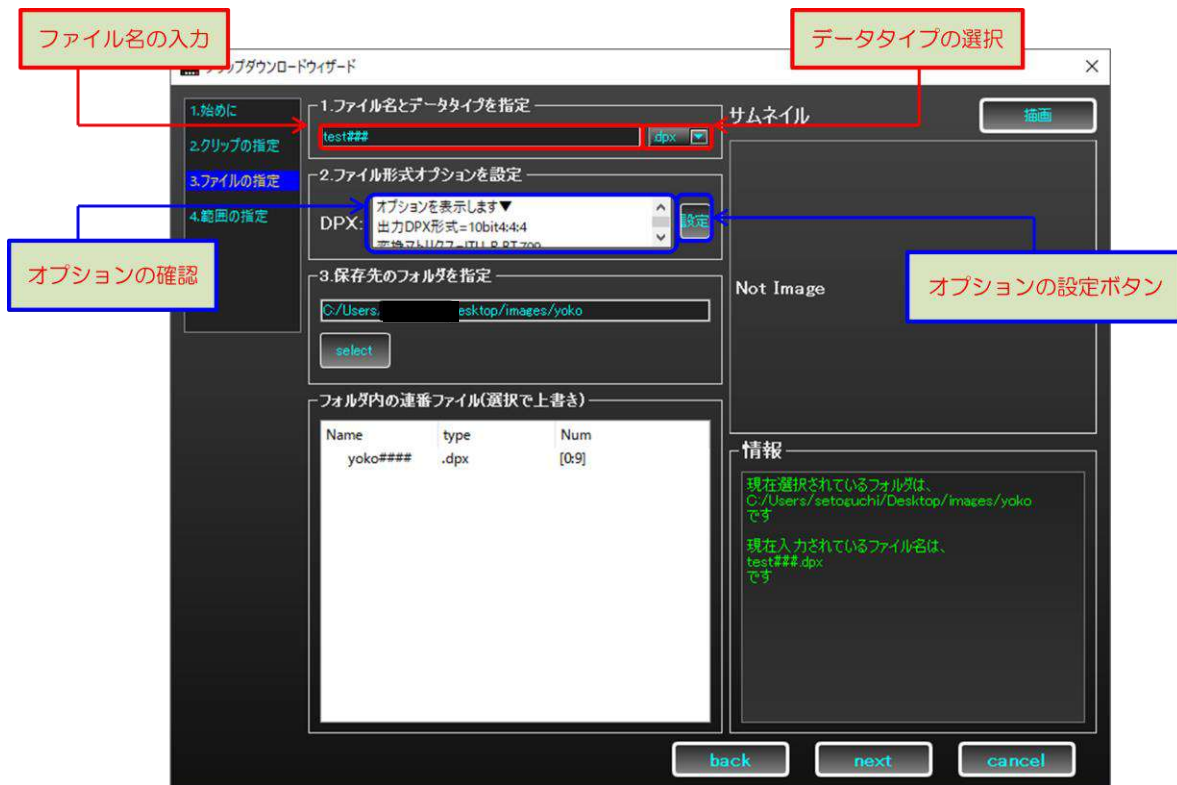 ファイル名の入力
データタイプの選択
クリップダウンロードウィザード
1.始めに
2.クリップの指定
3.ファイルの指定
4.範囲の指定
1.ファイル名とデータタイプを指定
test###
dpx
2.ファイル形式オプションを設定
DPX:
オプションを表示します▼
出力DPX形式=10bit4:4:4
変換マトリクス=ITU-R BT.709
設定
オプションの確認
オプションの設定ボタン
3.保存先のフォルダを指定
C:/Users/
esktop/images/yoko
select
フォルダ内の連番ファイル(選択で上書き)
Name type Num
yoko#### .dpx [0:9]
サムネイル
描画
Not Image
情報
現在選択されているフォルダは、
C:/Users/setoguchi/Desktop/images/yoko
です
現在入力されているファイル名は、
test###.dpx
です
back
next
cancel